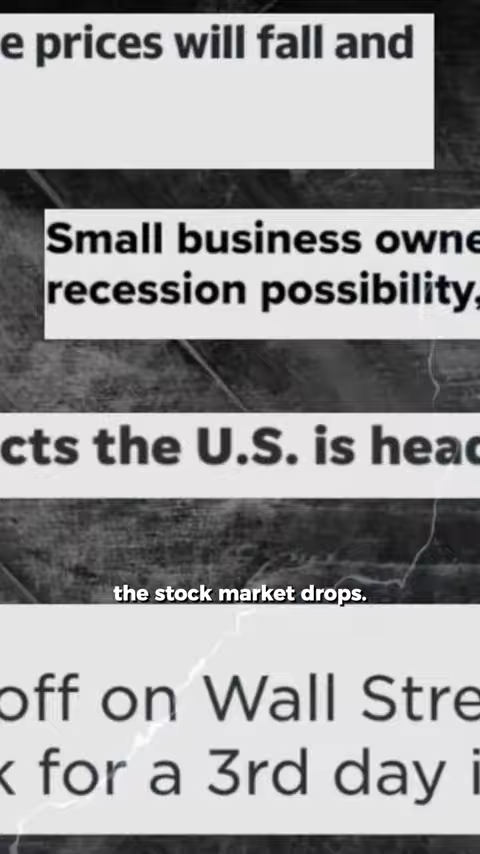 e prices will fall and
Small business owne
recession possibility,
cts the U.S. is head
the stock market drops.
off on Wall Stre
k for a 3rd day i